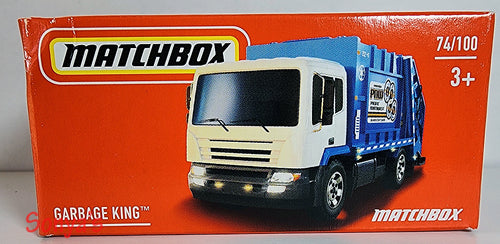 MATCHBOX
74/100
3+
GARBAGE KING™
MATCHBOX